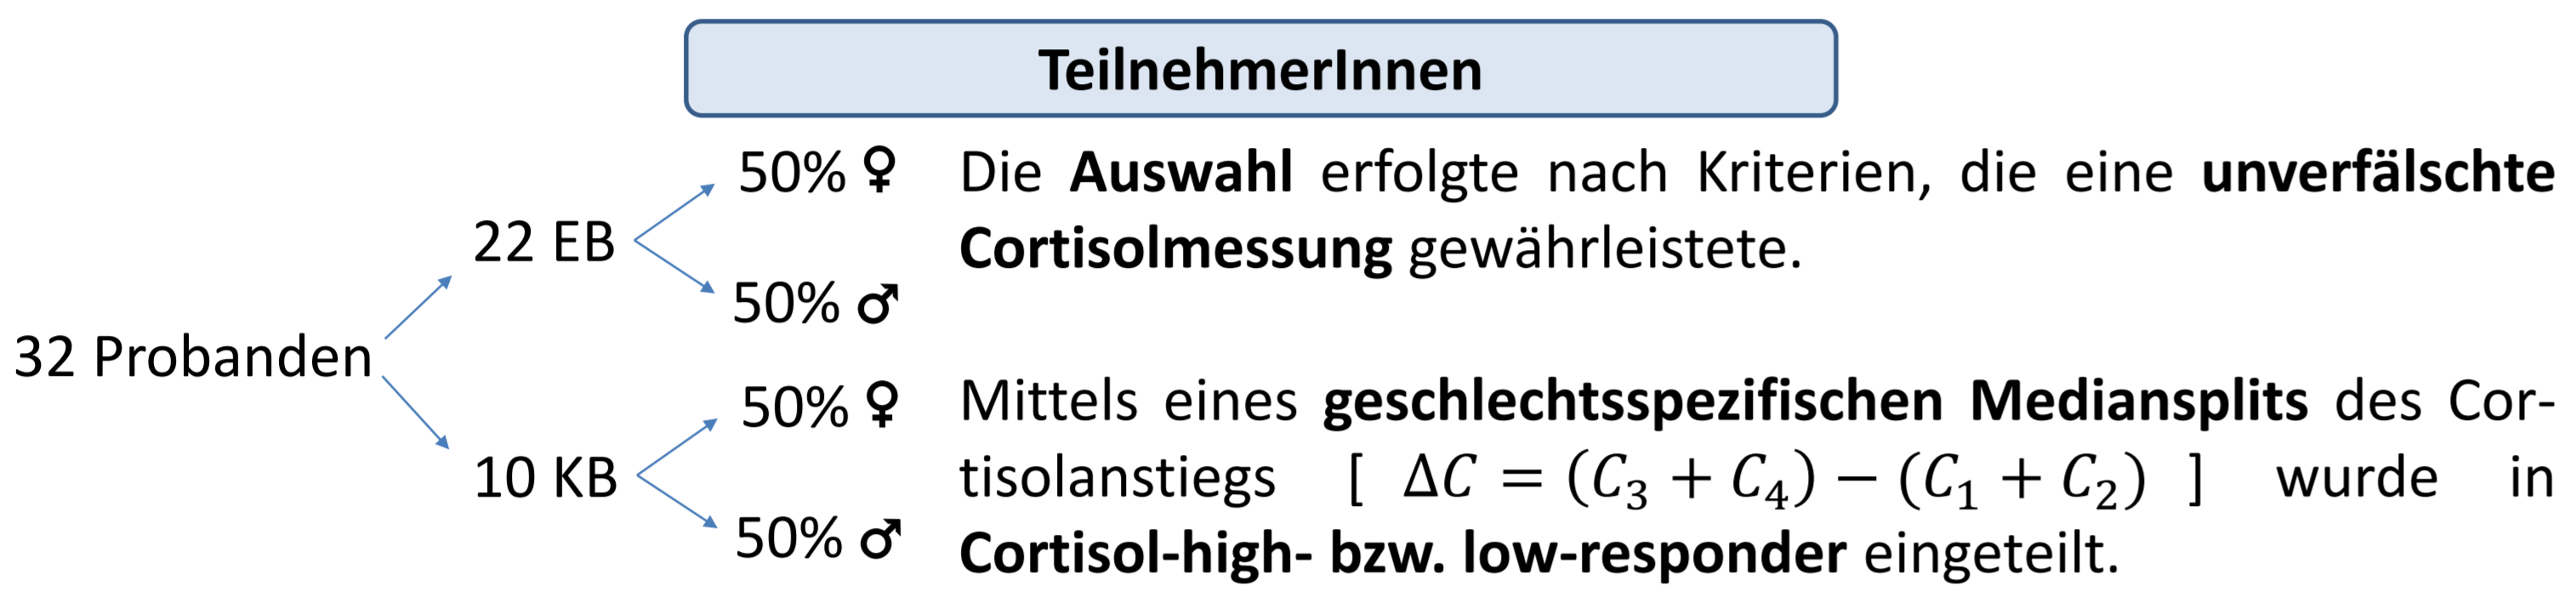 TeilnehmerInnen
32 Probanden
22 EB
50% ♀
50% ♂
10 KB
50% ♀
50% ♂
Die Auswahl erfolgte nach Kriterien, die eine unverfälschte
Cortisolmessung gewährleistete.
Mittels eines geschlechtsspezifischen Mediansplits des Cor-
tisolanstiegs [ ΔC = (C₃ + C₄) − (C₁ + C₂) ] wurde in
Cortisol-high- bzw. low-responder eingeteilt.